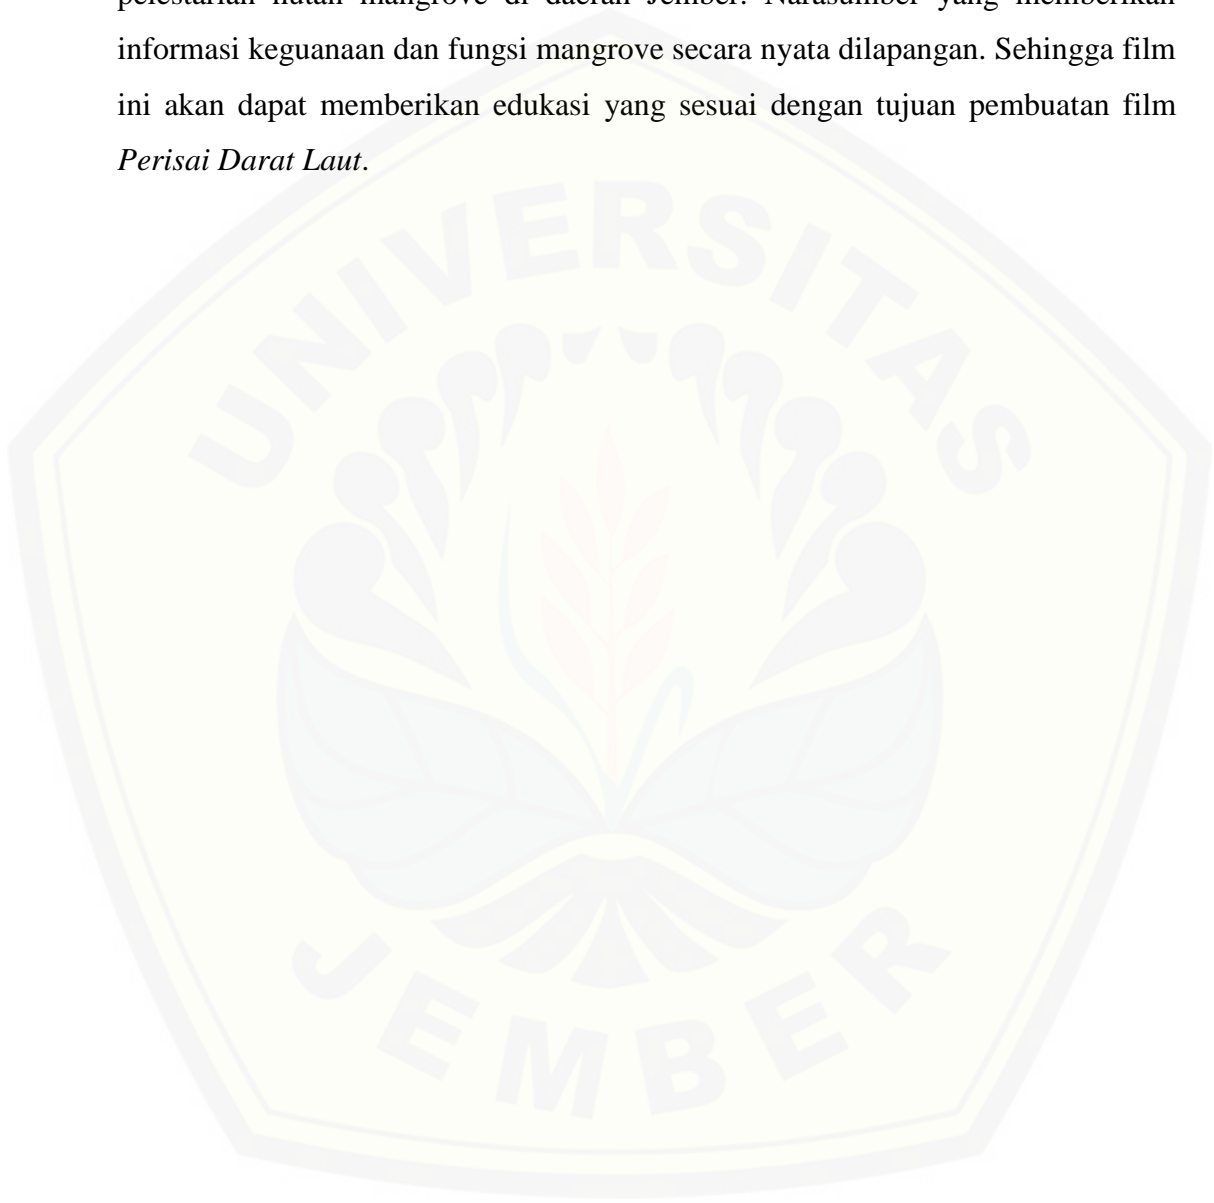 pelestarian hutan mangrove di daerah Jember. Narasumber yang memberikan
informasi keguanaan dan fungsi mangrove secara nyata dilapangan. Sehingga film
ini akan dapat memberikan edukasi yang sesuai dengan tujuan pembuatan film
Perisai Darat Laut.
UNIVERSITAS
JEMBER